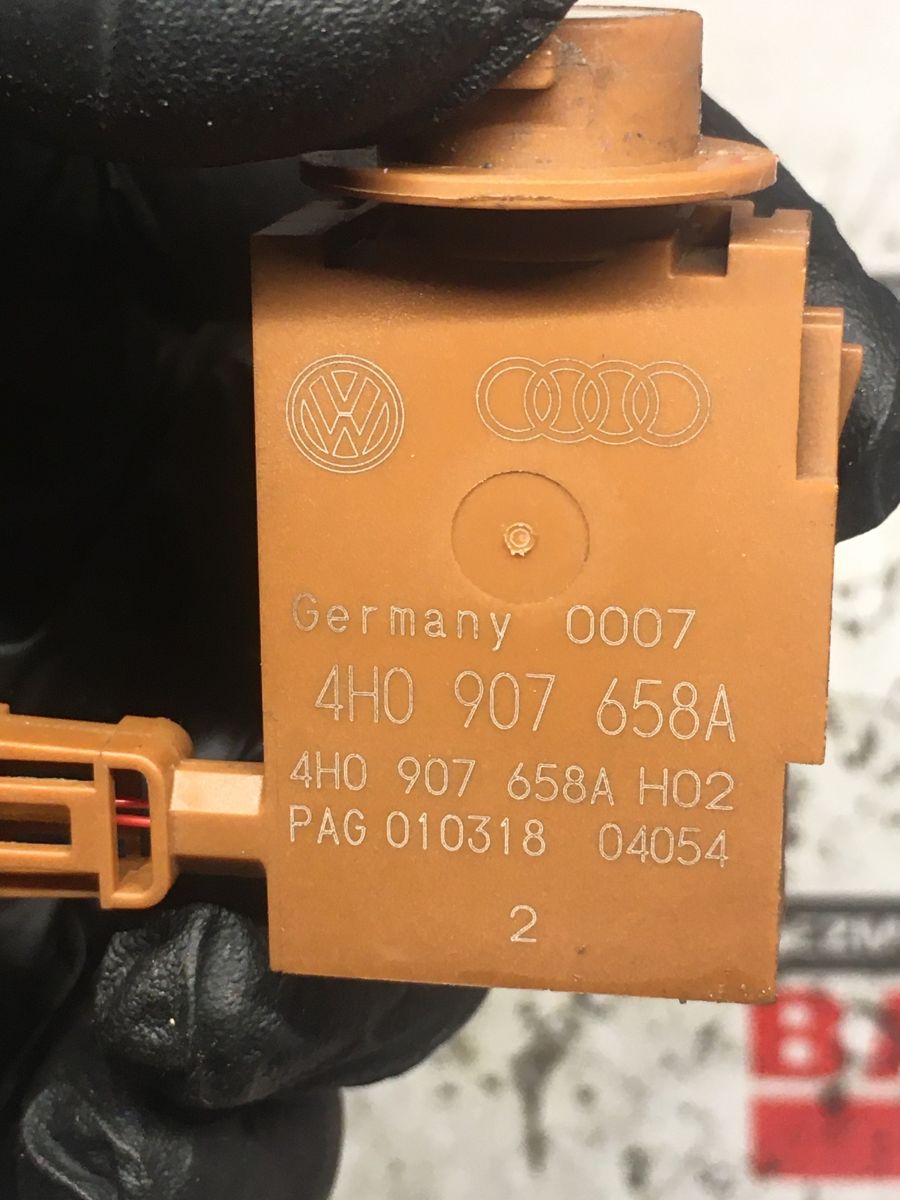 Germany 0007
4H0 907 658A
4H0 907 658A H02
PAG 010318 04054
2